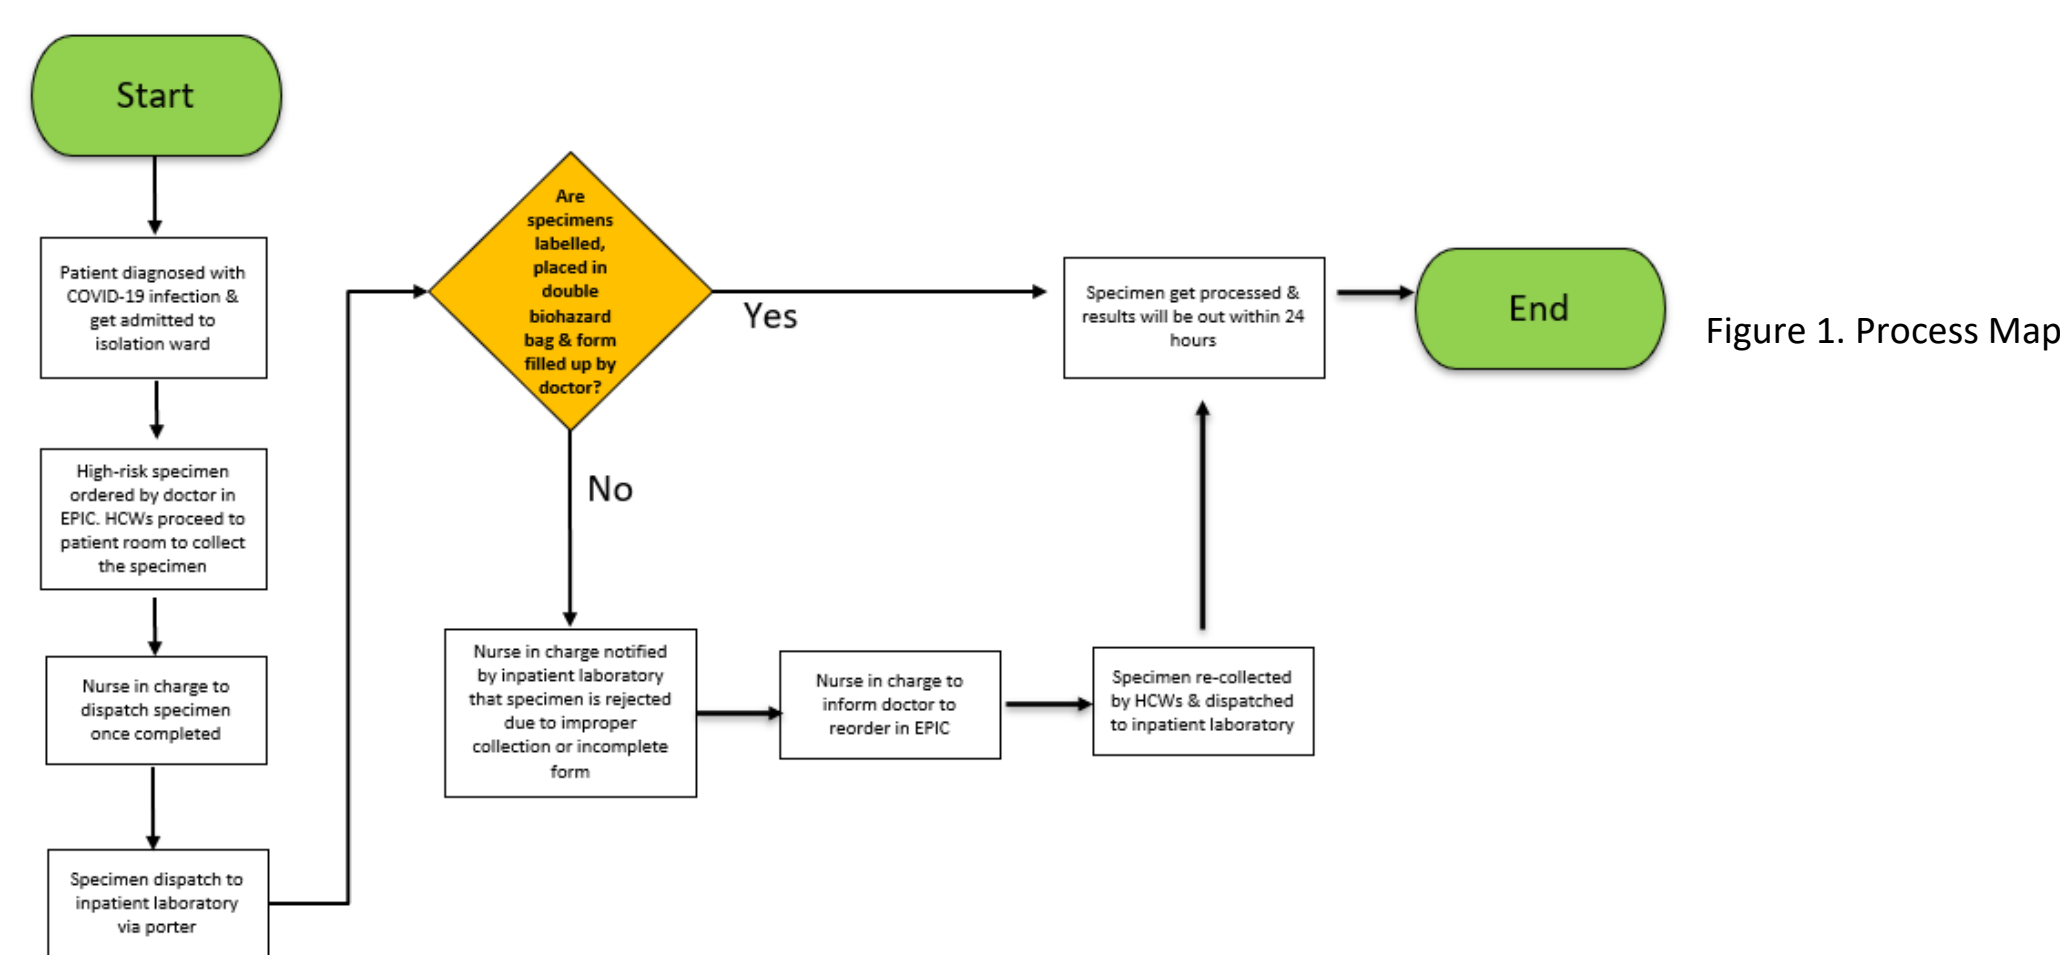 Start
Patient diagnosed with
COVID-19 infection &
get admitted to
isolation ward
High-risk specimen
ordered by doctor in
EPIC. HCWs proceed to
patient room to collect
the specimen
Nurse in charge to
dispatch specimen
once completed
Specimen dispatch to
inpatient laboratory
via porter
Are
specimens
labelled,
placed in
double
biohazard
bag & form
filled up by
doctor?
Yes
No
Nurse in charge notified
by inpatient laboratory
that specimen is rejected
due to improper
collection or incomplete
form
Nurse in charge to
inform doctor to
reorder in EPIC
Specimen re-collected
by HCWs & dispatched
to inpatient laboratory
Specimen get processed &
results will be out within 24
hours
End
Figure 1. Process Map